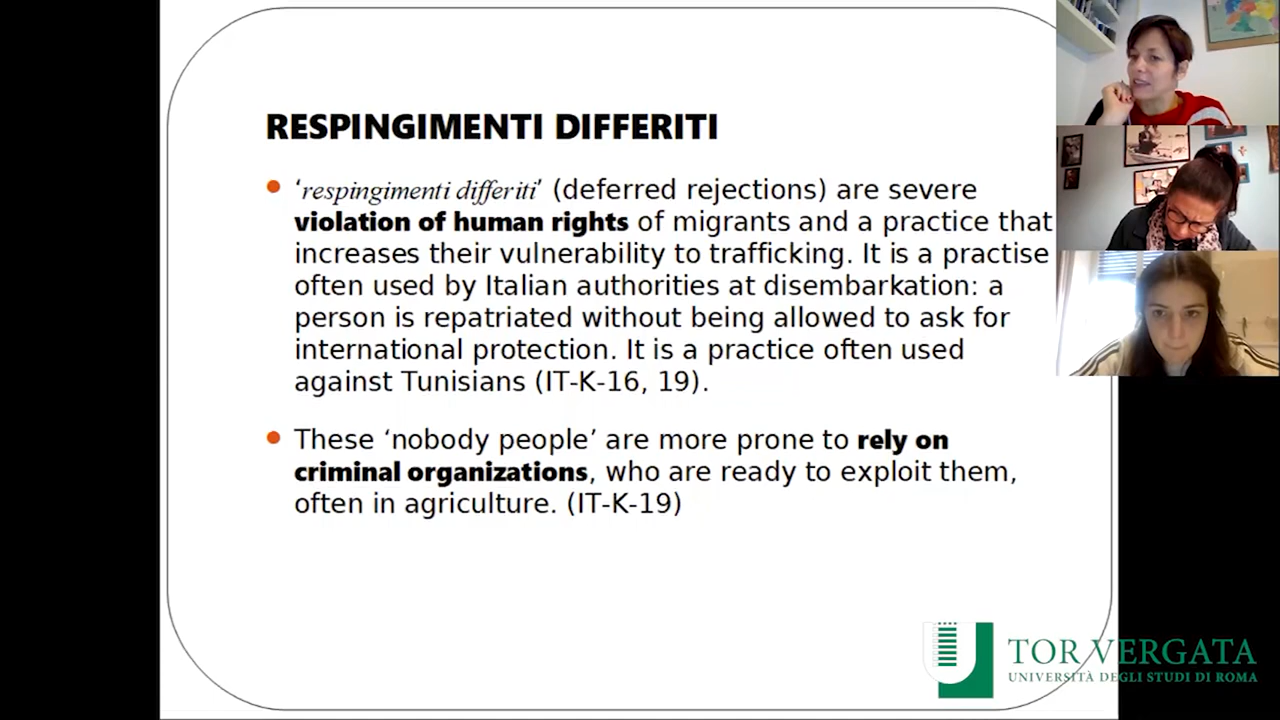 RESPINGIMENTI DIFFERITI
• ‘respingimenti differiti’ (deferred rejections) are severe
violation of human rights of migrants and a practice that
increases their vulnerability to trafficking. It is a practise
often used by Italian authorities at disembarkation: a
person is repatriated without being allowed to ask for
international protection. It is a practice often used
against Tunisians (IT-K-16, 19).
• These ‘nobody people’ are more prone to rely on
criminal organizations, who are ready to exploit them,
often in agriculture. (IT-K-19)
TOR VERGATA
UNIVERSITÀ DEGLI STUDI DI ROMA